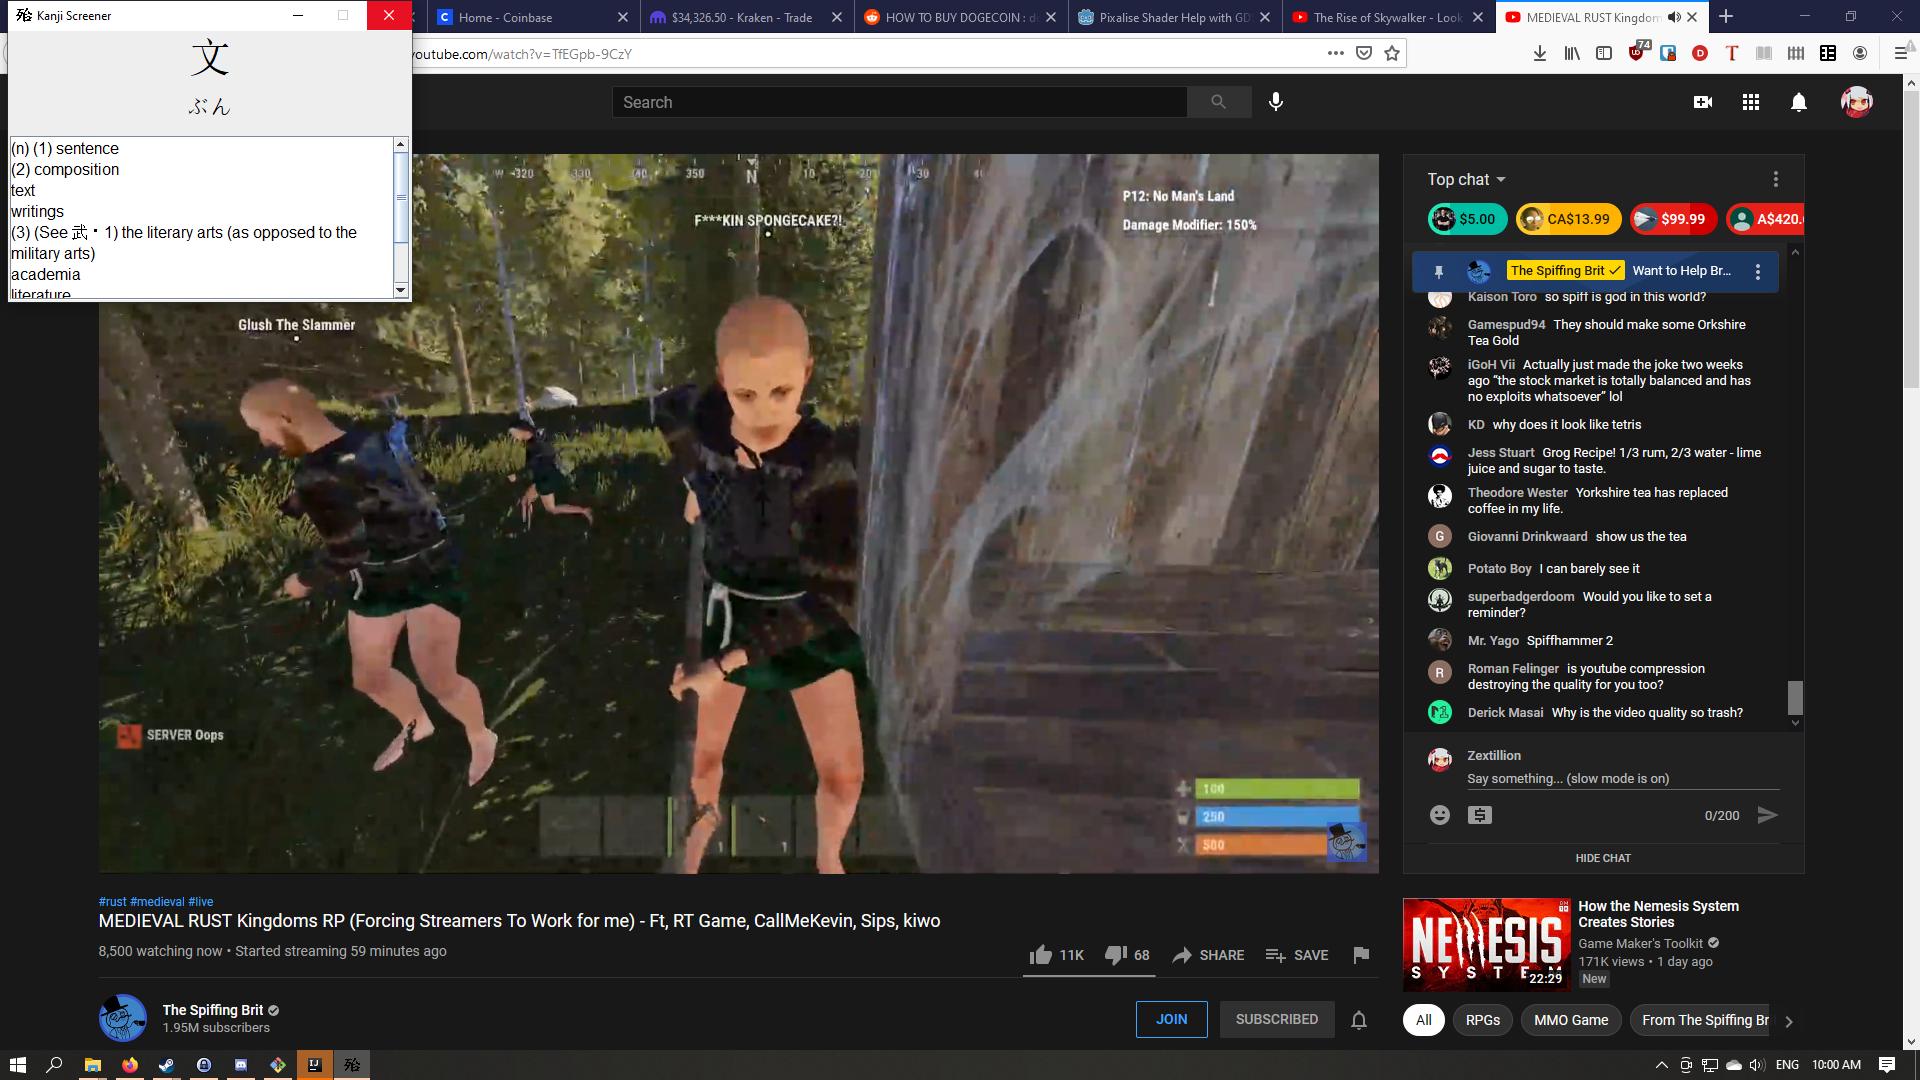 Kanji Screener
文
ぶん
(n) (1) sentence
(2) composition
text
writings
(3) (See 武・1) the literary arts (as opposed to the
military arts)
academia
literature
Home - Coinbase
$34,326.50 - Kraken - Trade
HOW TO BUY DOGECOIN : d
Pixalise Shader Help with GD
The Rise of Skywalker - Look
MEDIEVAL RUST Kingdom
outube.com/watch?v=TfEGpb-9CzY
74
Search
W -320 330 340 350 N 10 20 30 40
P12: No Man's Land
Damage Modifier: 150%
F***KIN SPONGECAKE?!
Glush The Slammer
SERVER Oops
1
1
100
250
500
Top chat
$5.00
CA$13.99
$99.99
A$420.
The Spiffing Brit ✓ Want to Help Br...
Kaison Toro so spiff is god in this world?
Gamespud94 They should make some Orkshire
Tea Gold
iGoH Vii Actually just made the joke two weeks
ago “the stock market is totally balanced and has
no exploits whatsoever” lol
KD why does it look like tetris
Jess Stuart Grog Recipe! 1/3 rum, 2/3 water - lime
juice and sugar to taste.
Theodore Wester Yorkshire tea has replaced
coffee in my life.
Giovanni Drinkwaard show us the tea
Potato Boy I can barely see it
superbadgerdoom Would you like to set a
reminder?
Mr. Yago Spiffhammer 2
Roman Felinger is youtube compression
destroying the quality for you too?
Derick Masai Why is the video quality so trash?
Zextillion
Say something... (slow mode is on)
0/200
HIDE CHAT
#rust #medieval #live
MEDIEVAL RUST Kingdoms RP (Forcing Streamers To Work for me) - Ft, RT Game, CallMeKevin, Sips, kiwo
8,500 watching now • Started streaming 59 minutes ago
11K
68
SHARE
SAVE
The Spiffing Brit
1.95M subscribers
JOIN
SUBSCRIBED
NEMESIS
SYSTEM
22:29
How the Nemesis System
Creates Stories
Game Maker's Toolkit
171K views • 1 day ago
New
All
RPGs
MMO Game
From The Spiffing Br
ENG
10:00 AM